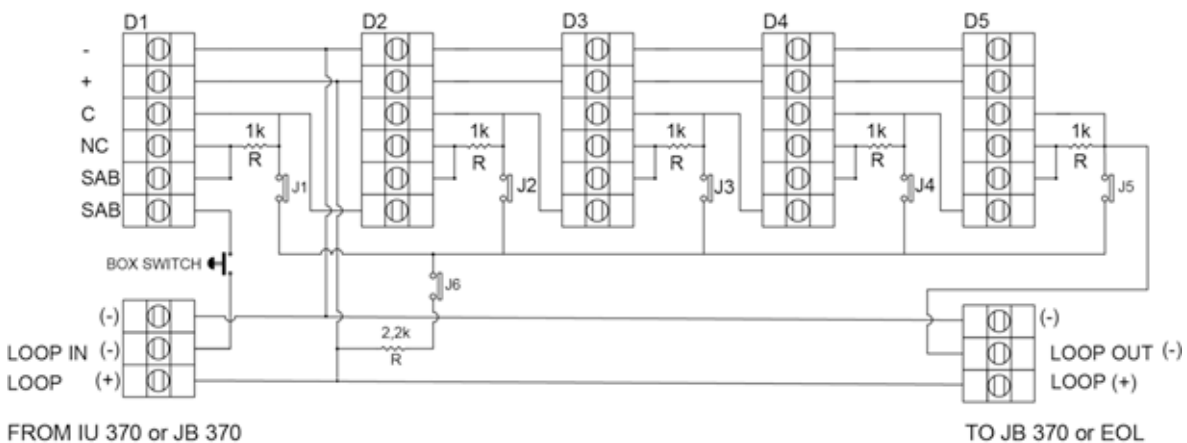 D1 D2 D3 D4 D5
-
+
C
NC 1k 1k 1k 1k 1k
R R R R R
SAB J1 J2 J3 J4 J5
SAB
BOX SWITCH
J6
(-) (-)
2,2k
LOOP IN (-) R LOOP OUT (-)
LOOP (+) LOOP (+)
FROM IU 370 or JB 370 TO JB 370 or EOL